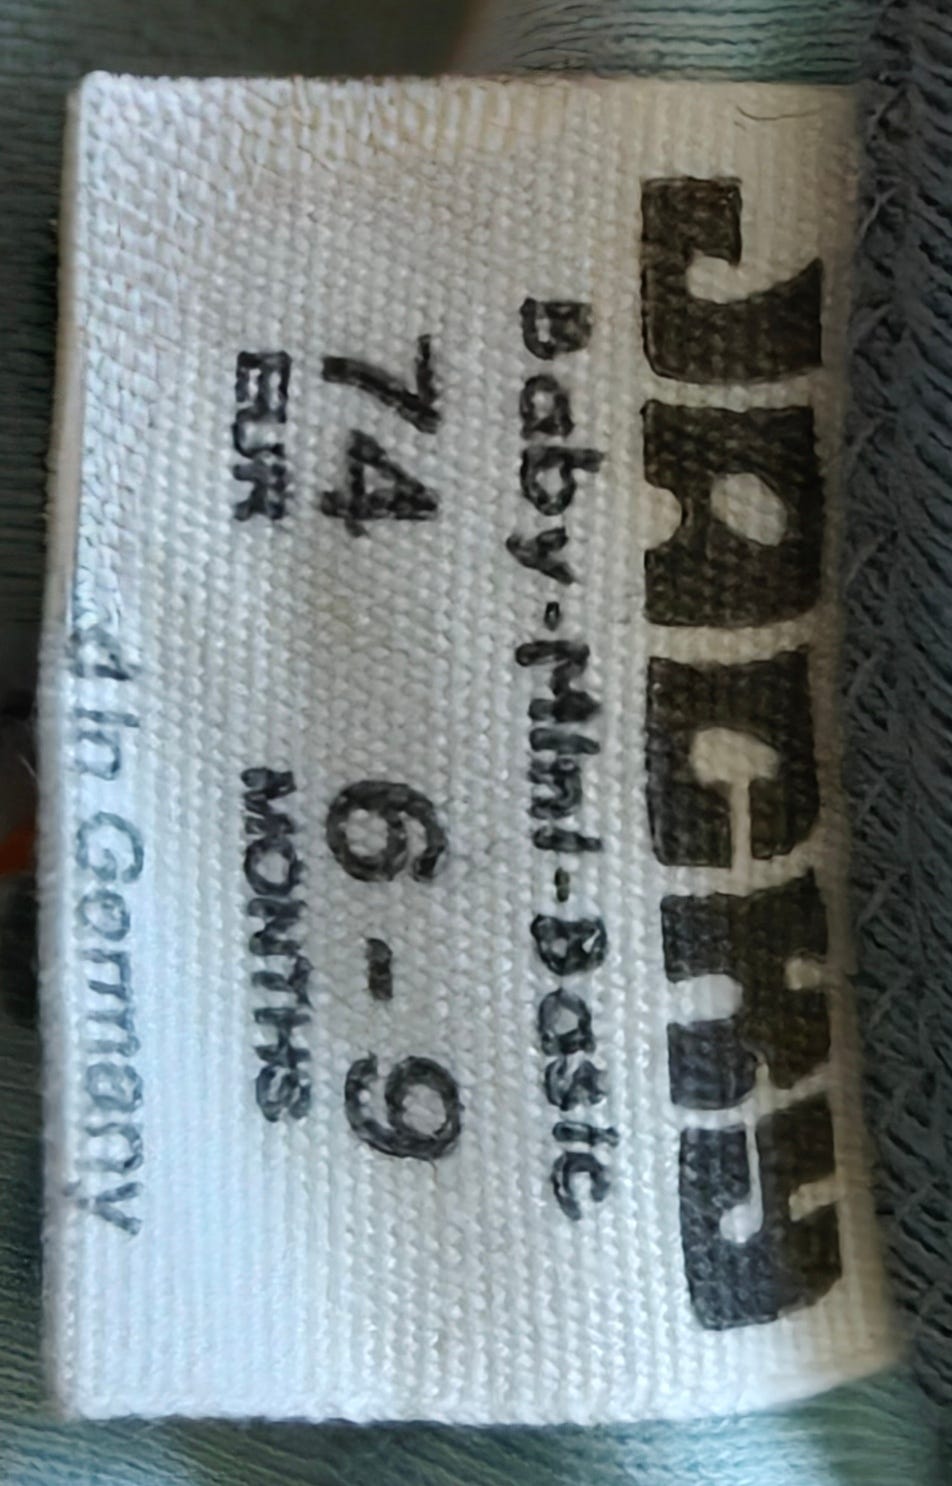 JACKY
Baby-Mini-Basic
74 6-9
EUR MONTHS
in Germany